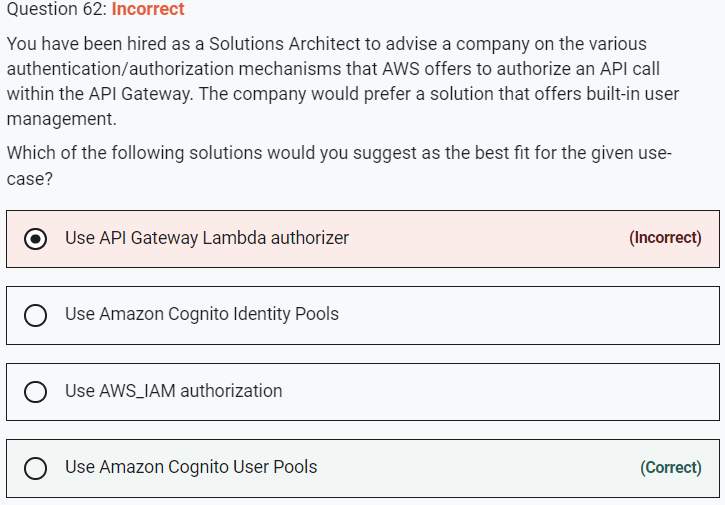 Question 62: Incorrect
You have been hired as a Solutions Architect to advise a company on the various
authentication/authorization mechanisms that AWS offers to authorize an API call
within the API Gateway. The company would prefer a solution that offers built-in user
management.
Which of the following solutions would you suggest as the best fit for the given use-
case?
Use API Gateway Lambda authorizer (Incorrect)
Use Amazon Cognito Identity Pools
Use AWS_IAM authorization
Use Amazon Cognito User Pools (Correct)